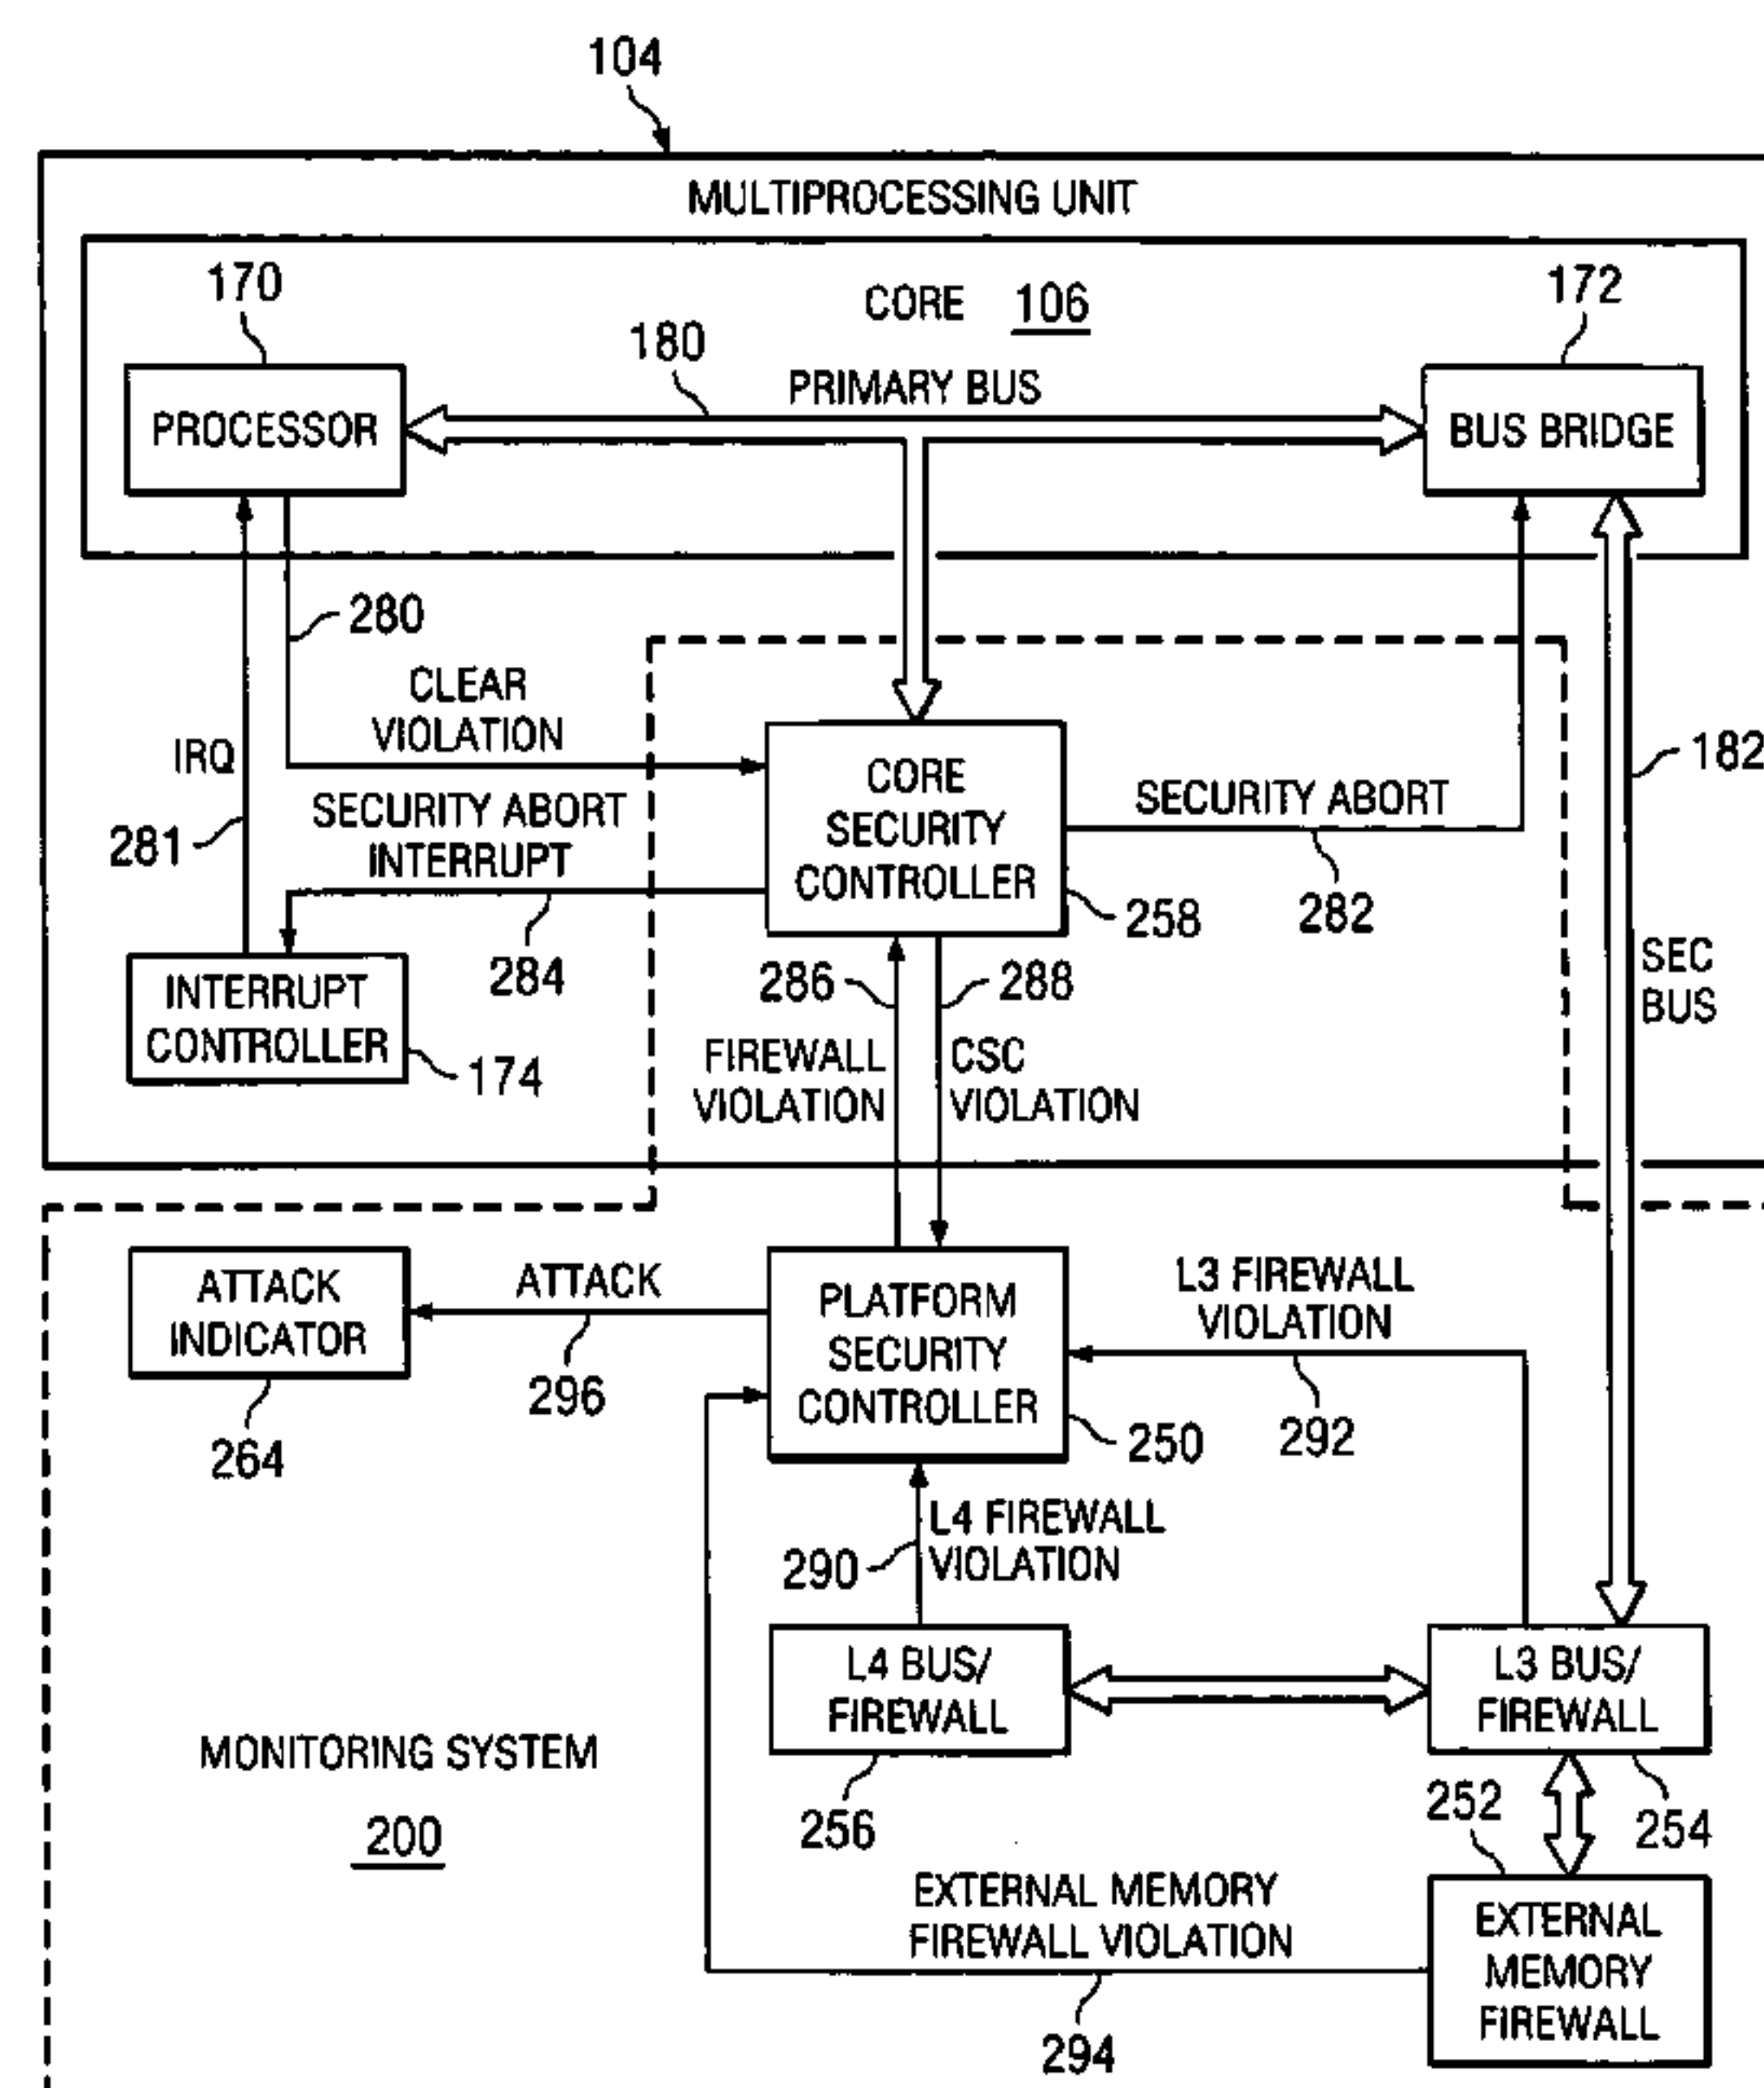 104
MULTIPROCESSING UNIT
170
CORE 106
172
180
PRIMARY BUS
PROCESSOR
BUS BRIDGE
280
CLEAR
VIOLATION
IRQ
281
SECURITY ABORT
INTERRUPT
284
CORE
SECURITY
CONTROLLER
258
SECURITY ABORT
282
182
SEC
BUS
INTERRUPT
CONTROLLER
174
286
288
FIREWALL
VIOLATION
CSC
VIOLATION
ATTACK
INDICATOR
264
ATTACK
296
PLATFORM
SECURITY
CONTROLLER
250
L3 FIREWALL
VIOLATION
292
L4 FIREWALL
VIOLATION
290
L4 BUS/
FIREWALL
256
L3 BUS/
FIREWALL
254
MONITORING SYSTEM
200
252
EXTERNAL MEMORY
FIREWALL VIOLATION
294
EXTERNAL
MEMORY
FIREWALL